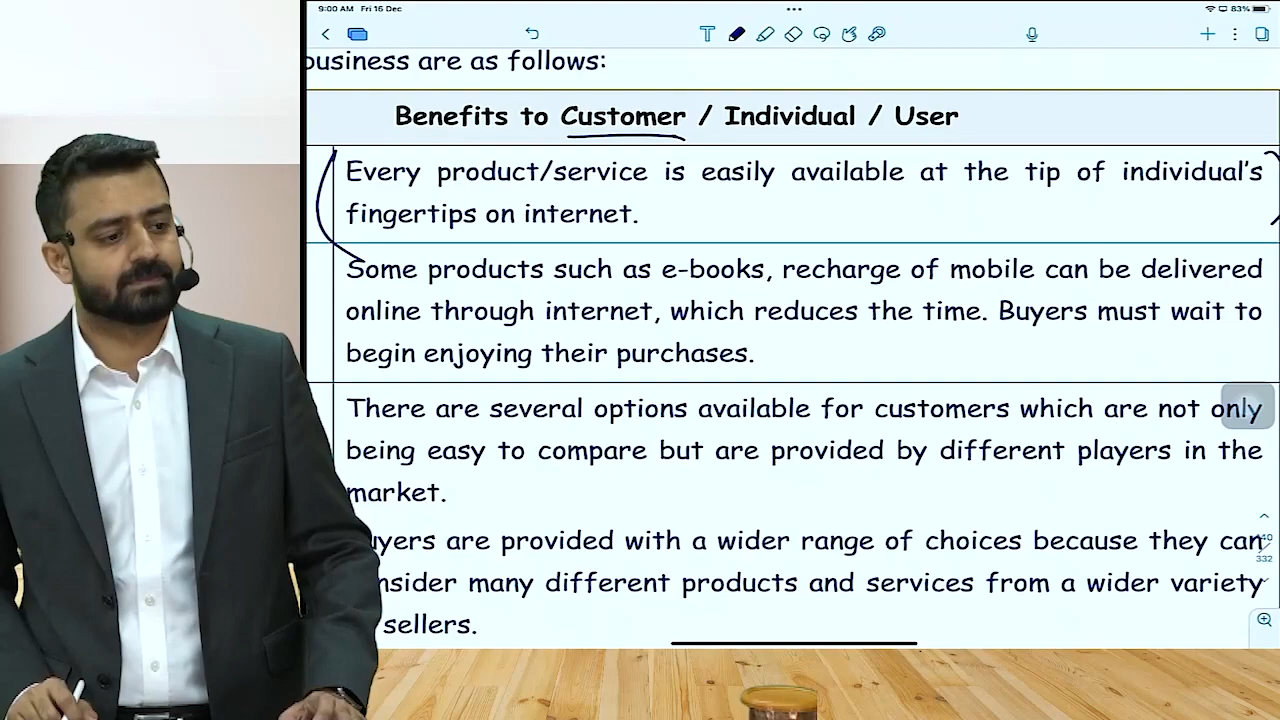 9:00 AM Fri 16 Dec
83%
business are as follows:
Benefits to Customer / Individual / User
Every product/service is easily available at the tip of individual's
fingertips on internet.
Some products such as e-books, recharge of mobile can be delivered
online through internet, which reduces the time. Buyers must wait to
begin enjoying their purchases.
There are several options available for customers which are not only
being easy to compare but are provided by different players in the
market.
uyers are provided with a wider range of choices because they can
nsider many different products and services from a wider variety
sellers.
40
332